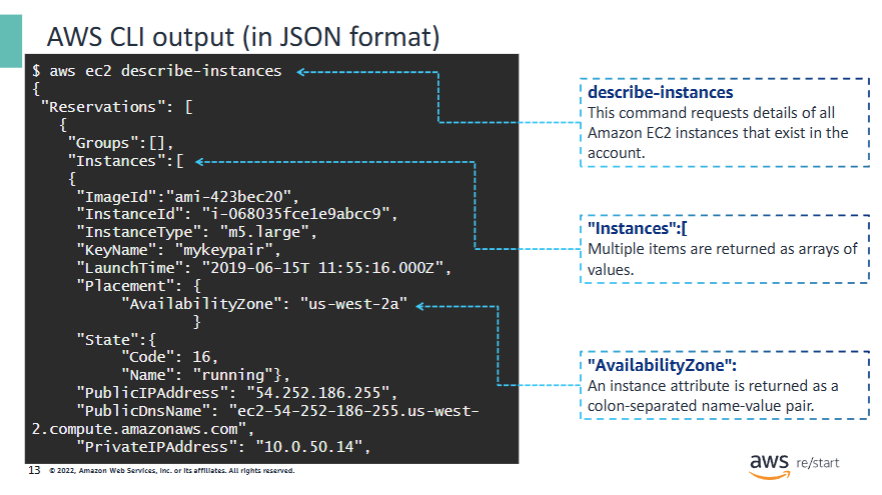 AWS CLI output (in JSON format)
$ aws ec2 describe-instances
{
"Reservations": [
{
"Groups":[],
"Instances":[
{
"ImageId":"ami-423bec20",
"InstanceId": "i-068035fce1e9abcc9",
"InstanceType": "m5.large",
"KeyName": "mykeypair",
"LaunchTime": "2019-06-15T 11:55:16.000Z",
"Placement": {
"AvailabilityZone": "us-west-2a"
}
"State":{
"Code": 16,
"Name": "running"},
"PublicIPAddress": "54.252.186.255",
"PublicDnsName": "ec2-54-252-186-255.us-west-
2.compute.amazonaws.com",
"PrivateIPAddress": "10.0.50.14",
describe-instances
This command requests details of all
Amazon EC2 instances that exist in the
account.
"Instances":[
Multiple items are returned as arrays of
values.
"AvailabilityZone":
An instance attribute is returned as a
colon-separated name-value pair.
13 © 2022, Amazon Web Services, Inc. or its affiliates. All rights reserved.
aws re/start